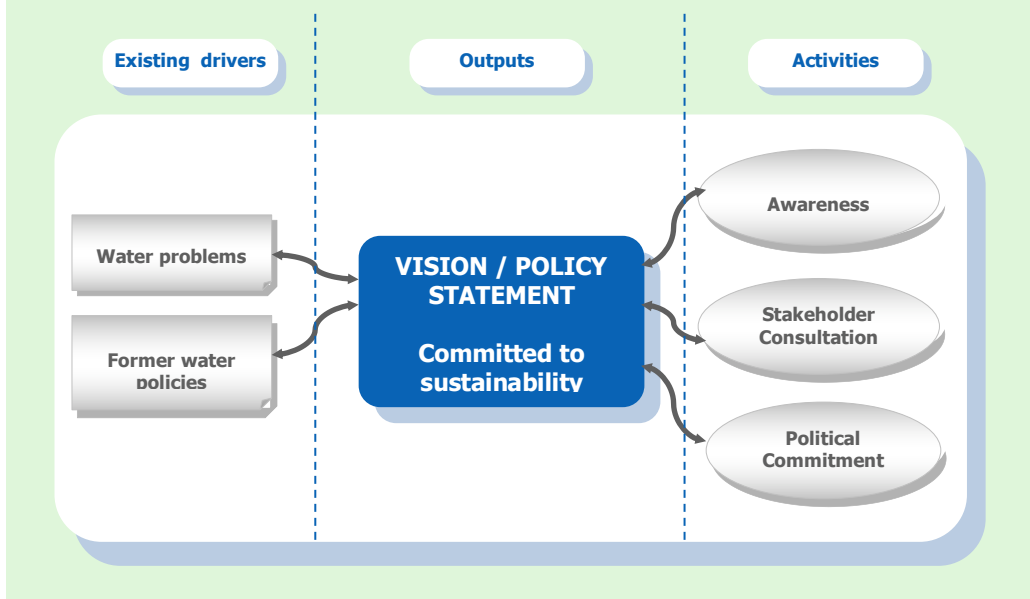 Existing drivers
Outputs
Activities
Water problems
Former water
policies
VISION / POLICY
STATEMENT
Committed to
sustainability
Awareness
Stakeholder
Consultation
Political
Commitment